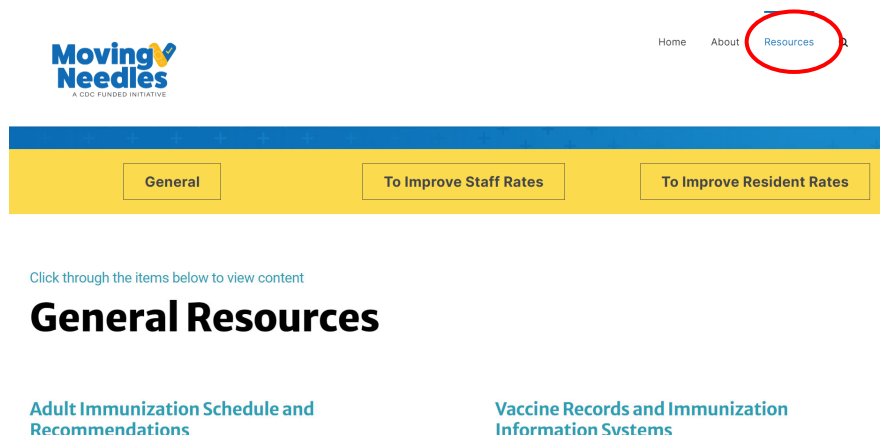 Home About Resources
Moving
Needles
A CDC FUNDED INITIATIVE
General To Improve Staff Rates To Improve Resident Rates
Click through the items below to view content
General Resources
Adult Immunization Schedule and
Recommendations
Vaccine Records and Immunization
Information Systems